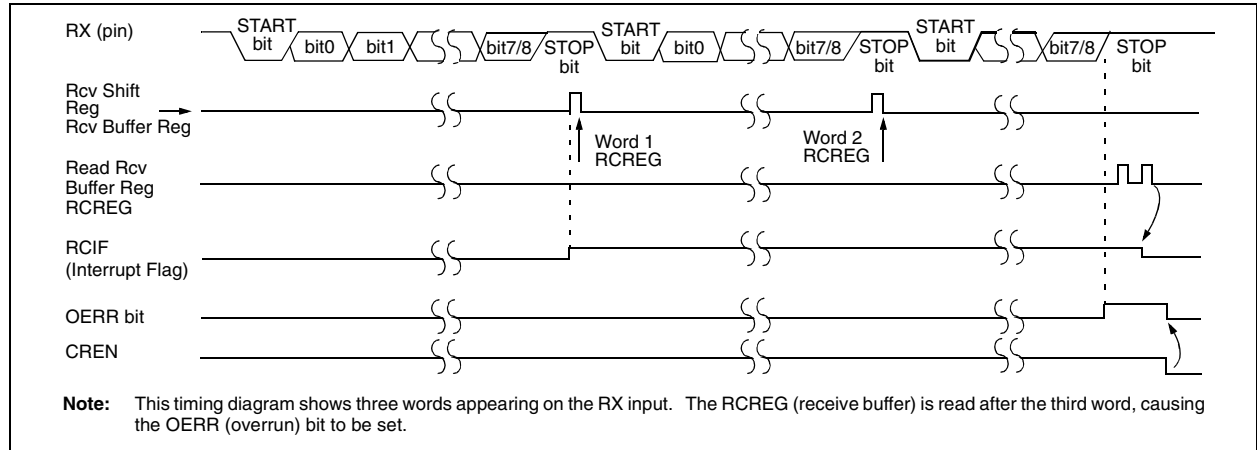 RX (pin)
START
bit
bit0
bit1
bit7/8
STOP
bit
START
bit
bit0
bit7/8
STOP
bit
START
bit
bit7/8
STOP
bit
Rcv Shift
Reg
Rcv Buffer Reg
Word 1
RCREG
Word 2
RCREG
Read Rcv
Buffer Reg
RCREG
RCIF
(Interrupt Flag)
OERR bit
CREN
Note: This timing diagram shows three words appearing on the RX input. The RCREG (receive buffer) is read after the third word, causing
the OERR (overrun) bit to be set.